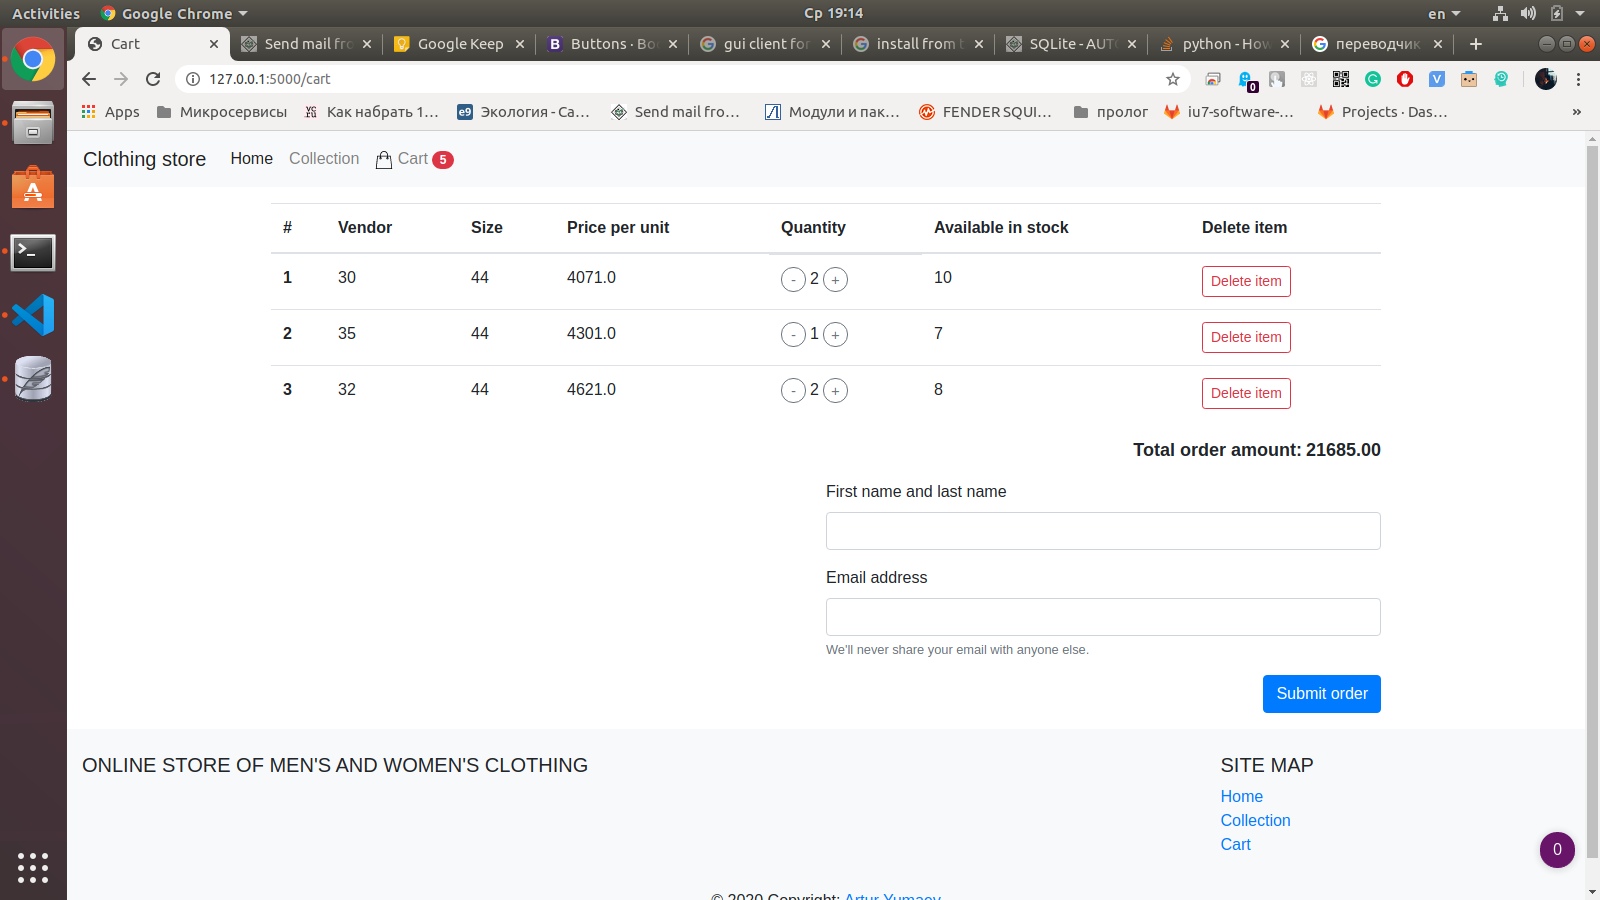 Activities Google Chrome Ср 19:14 en
Cart Send mail fro Google Keep Buttons · Bo gui client for install from t SQLite - AUT python - How переводчик
127.0.0.1:5000/cart
Apps Микросервисы Как набрать 1... Экология - Са... Send mail fro... Модули и пак... FENDER SQUI... пролог iu7-software-... Projects · Das... »
Clothing store Home Collection Cart 5
# Vendor Size Price per unit Quantity Available in stock Delete item
1 30 44 4071.0 - 2 + 10 Delete item
2 35 44 4301.0 - 1 + 7 Delete item
3 32 44 4621.0 - 2 + 8 Delete item
Total order amount: 21685.00
First name and last name
Email address
We'll never share your email with anyone else.
Submit order
ONLINE STORE OF MEN'S AND WOMEN'S CLOTHING
SITE MAP
Home
Collection
Cart
0
© 2020 Copyright: Artur Yumaev